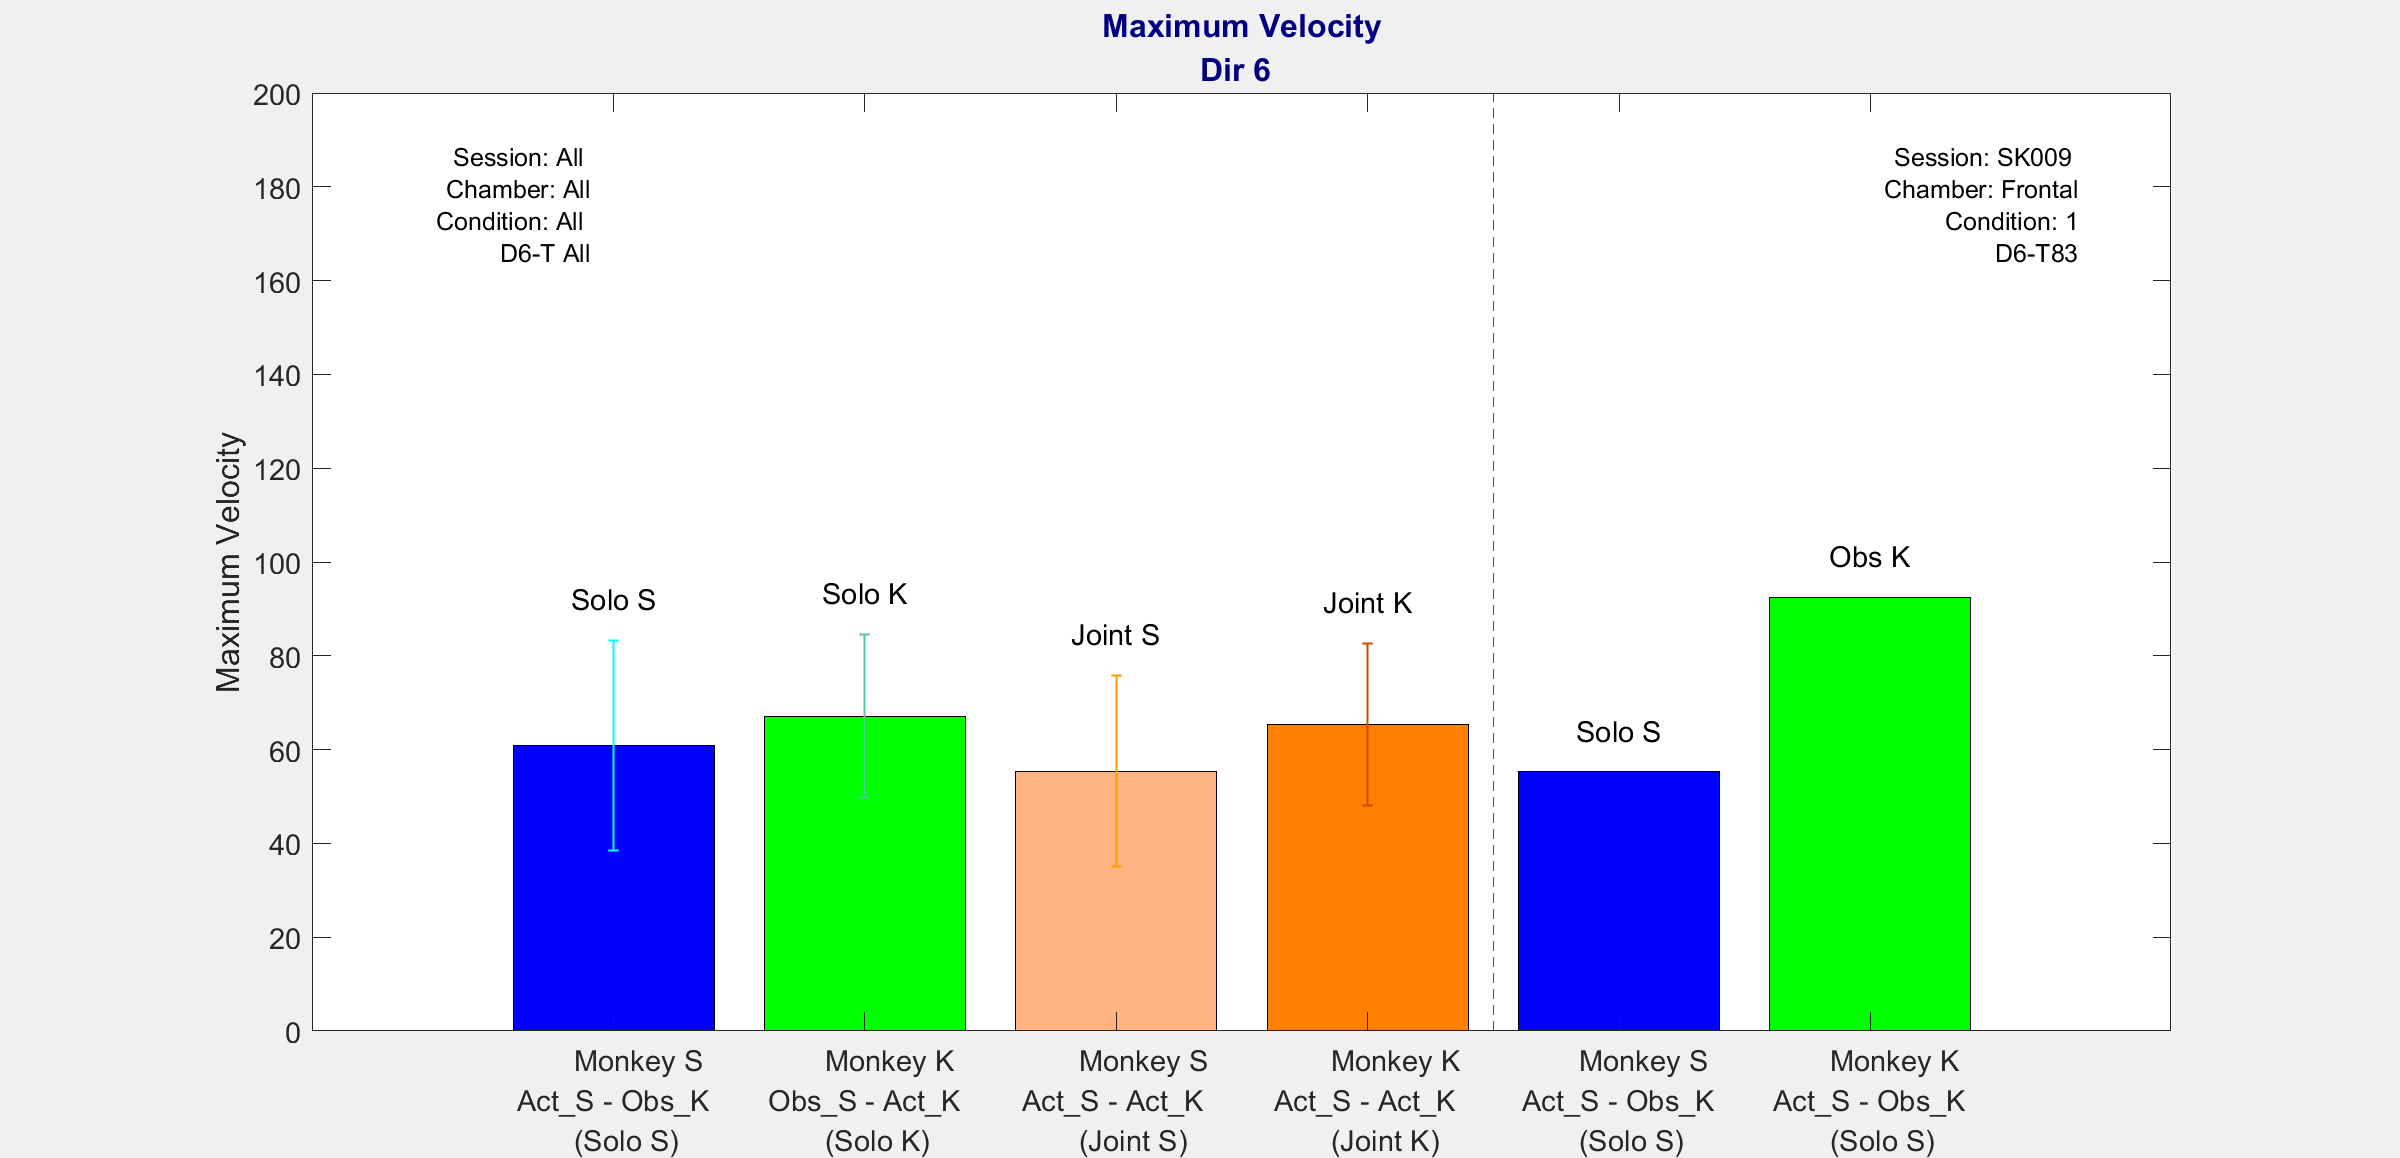 Maximum Velocity
Dir 6
200
180
160
140
120
100
80
60
40
20
0
Maximum Velocity
Session: All
Chamber: All
Condition: All
D6-T All
Session: SK009
Chamber: Frontal
Condition: 1
D6-T83
Solo S
Solo K
Joint S
Joint K
Solo S
Obs K
Monkey S
Act_S - Obs_K
(Solo S)
Monkey K
Obs_S - Act_K
(Solo K)
Monkey S
Act_S - Act_K
(Joint S)
Monkey K
Act_S - Act_K
(Joint K)
Monkey S
Act_S - Obs_K
(Solo S)
Monkey K
Act_S - Obs_K
(Solo S)